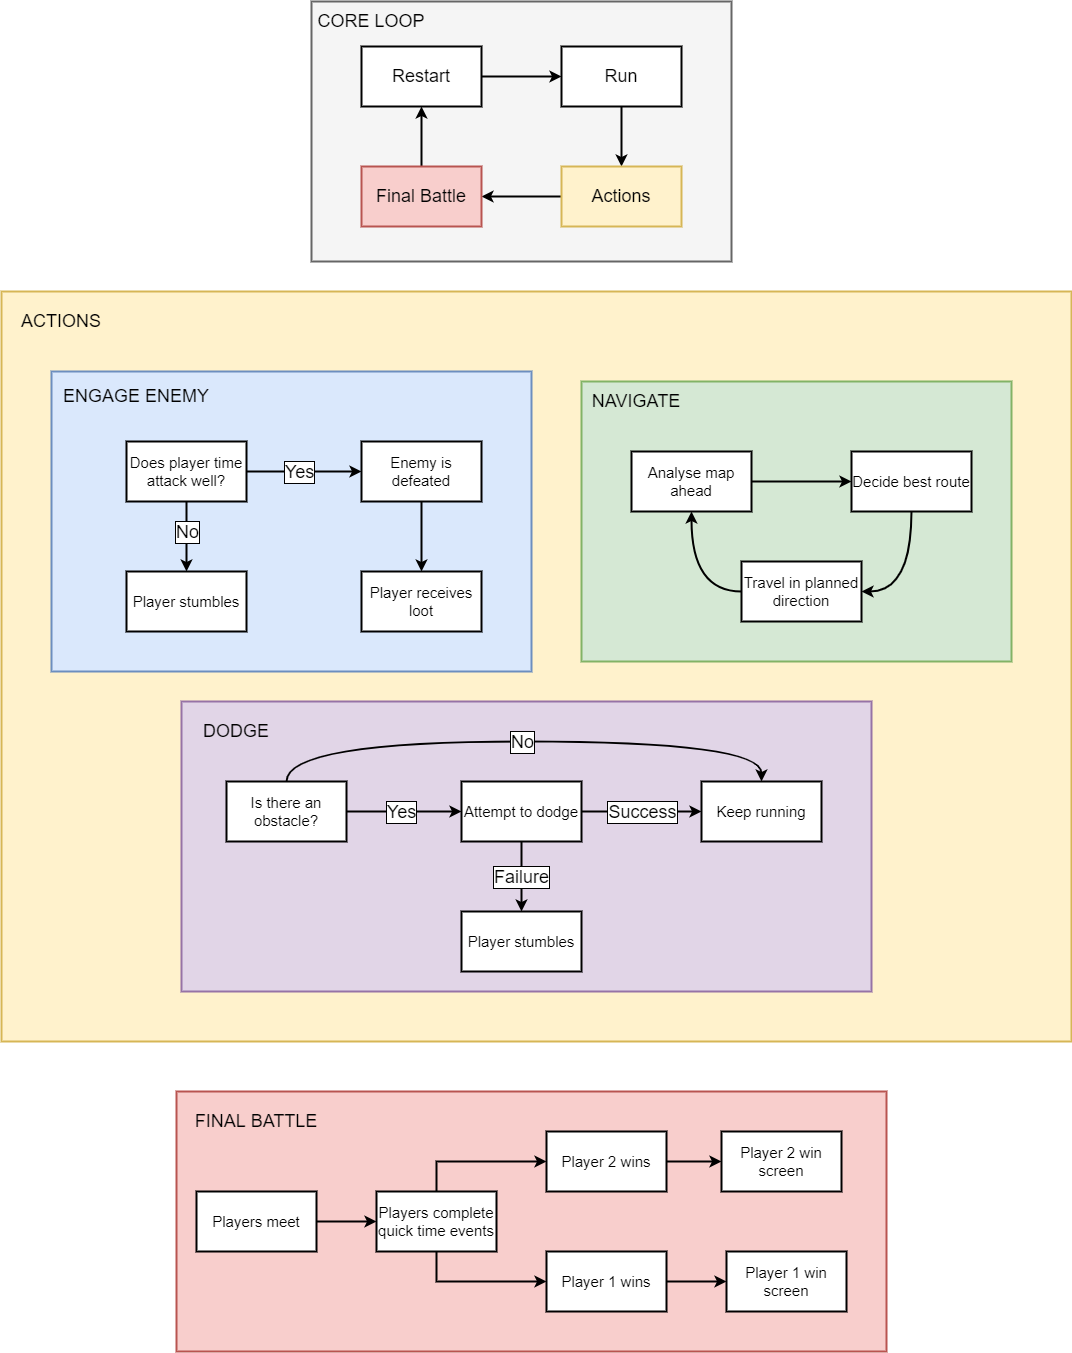 CORE LOOP
Restart
Run
Final Battle
Actions
ACTIONS
ENGAGE ENEMY
Does player time
attack well?
Yes
Enemy is
defeated
No
Player stumbles
Player receives
loot
NAVIGATE
Analyse map
ahead
Decide best route
Travel in planned
direction
DODGE
No
Is there an
obstacle?
Yes
Attempt to dodge
Success
Keep running
Failure
Player stumbles
FINAL BATTLE
Players meet
Players complete
quick time events
Player 2 wins
Player 2 win
screen
Player 1 wins
Player 1 win
screen